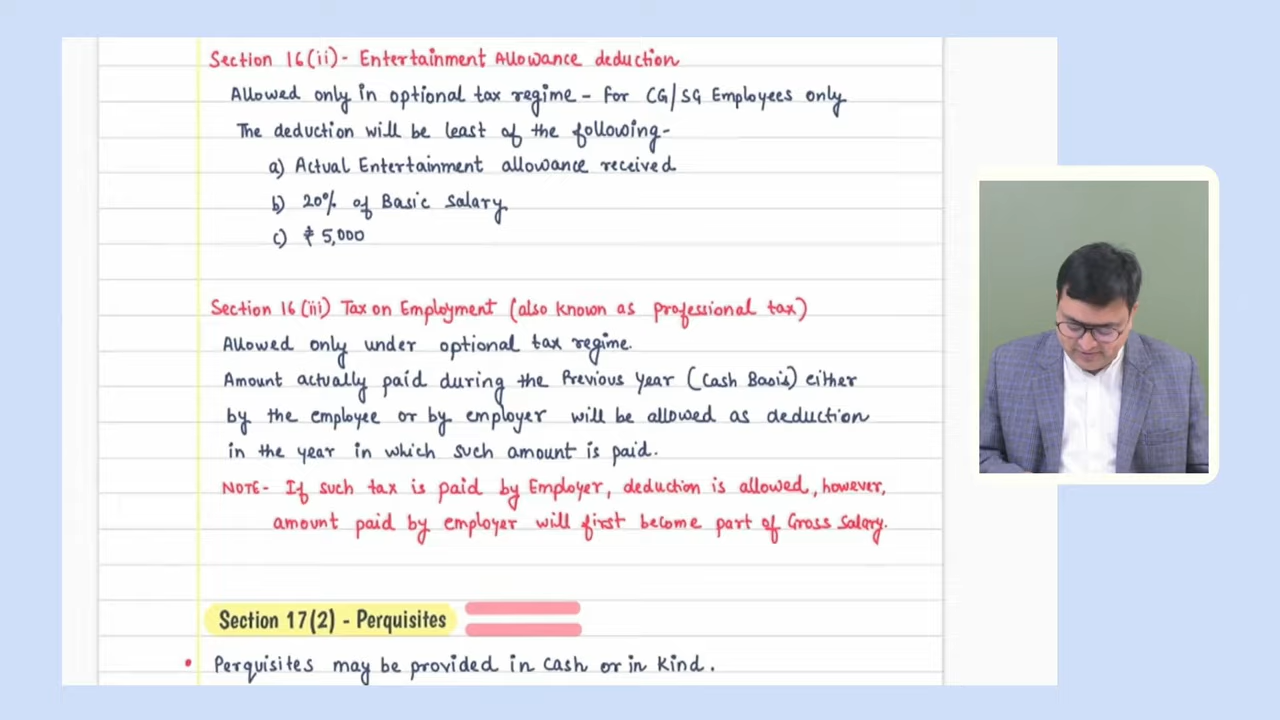 Section 16(ii)- Entertainment Allowance deduction
Allowed only in optional tax regime - for CG/SG Employees only
The deduction will be least of the following-
a) Actual Entertainment allowance received
b) 20% of Basic Salary
c) ₹ 5,000
Section 16(iii) Tax on Employment (also known as professional tax)
Allowed only under optional tax regime.
Amount actually paid during the Previous Year (Cash Basis) either
by the employee or by employer will be allowed as deduction
in the year in which such amount is paid.
NOTE- If such tax is paid by Employer, deduction is allowed, however,
amount paid by employer will first become part of Gross Salary.
Section 17(2) - Perquisites
• Perquisites may be provided in cash or in kind.